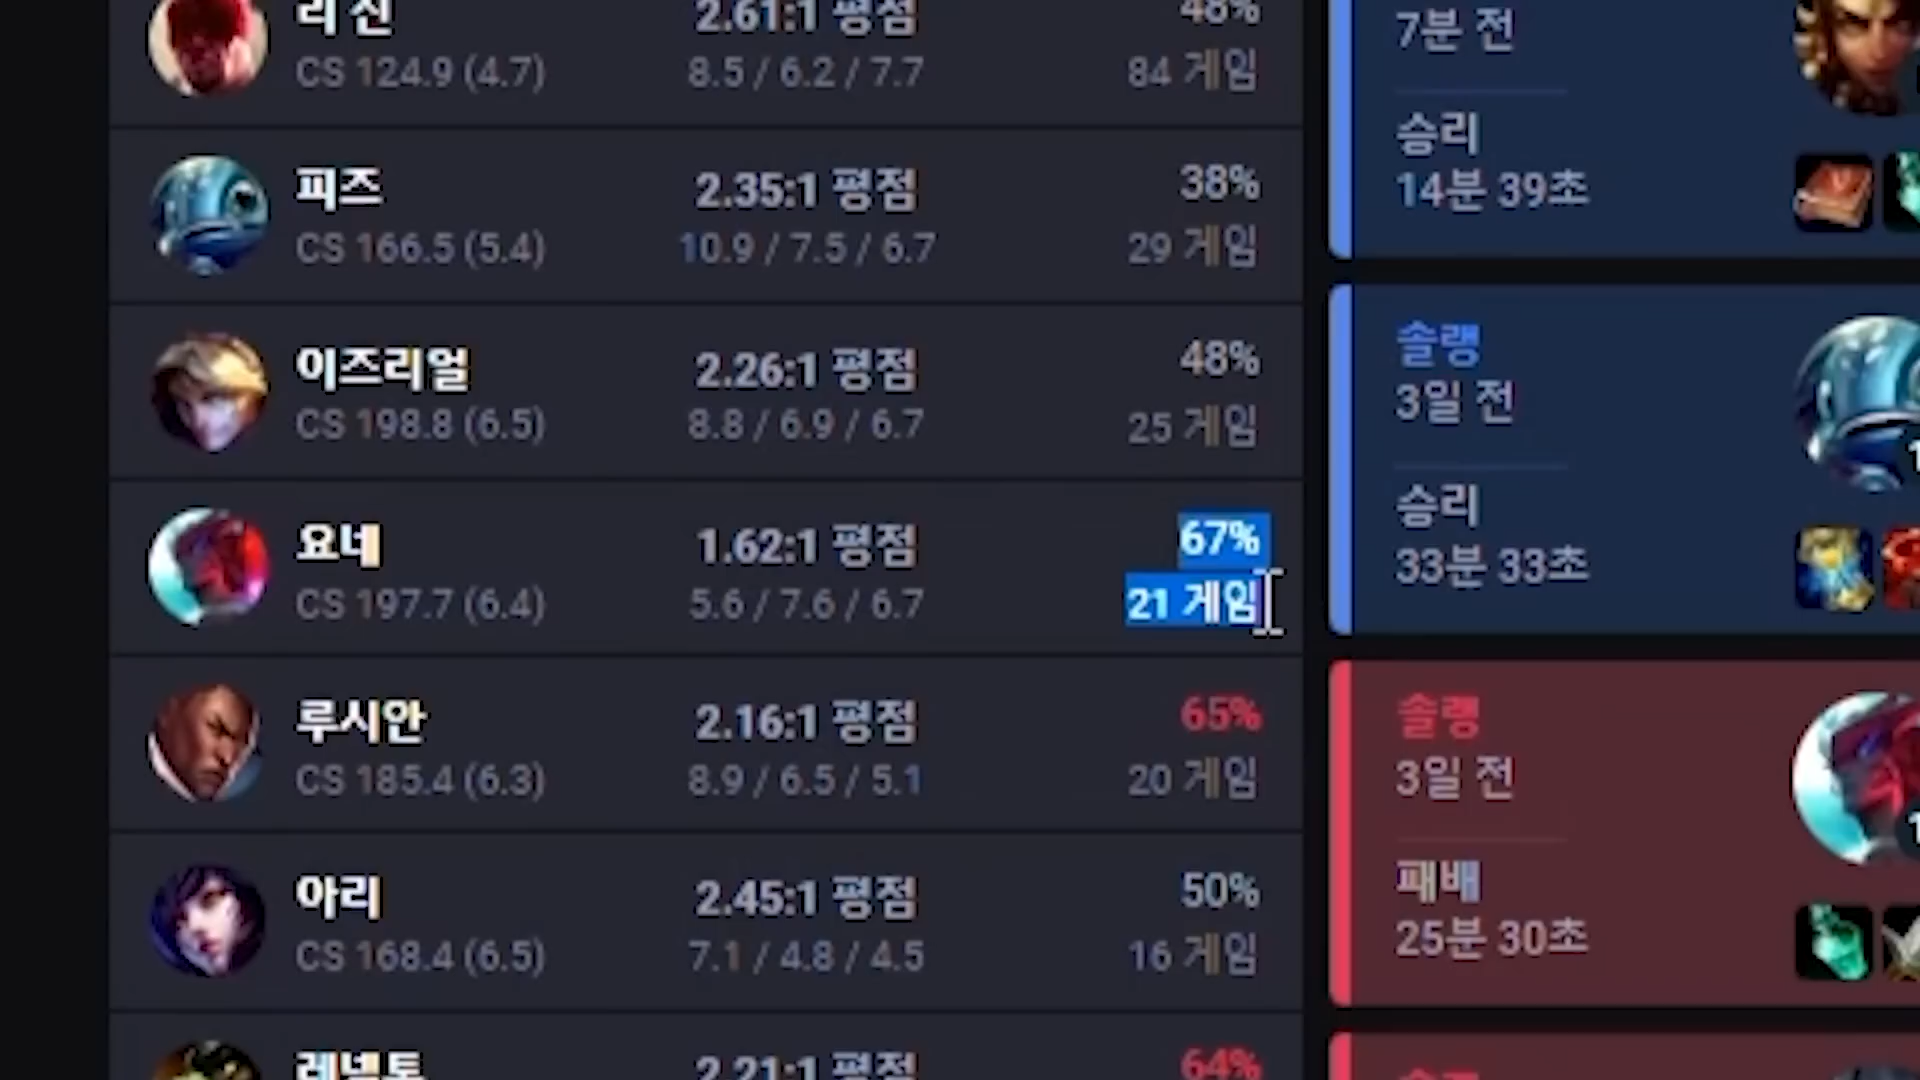 리 신
2.61:1 평점
48%
CS 124.9 (4.7)
8.5 / 6.2 / 7.7
84 게임
피즈
2.35:1 평점
38%
CS 166.5 (5.4)
10.9 / 7.5 / 6.7
29 게임
이즈리얼
2.26:1 평점
48%
CS 198.8 (6.5)
8.8 / 6.9 / 6.7
25 게임
요네
1.62:1 평점
67%
CS 197.7 (6.4)
5.6 / 7.6 / 6.7
21 게임
루시안
2.16:1 평점
65%
CS 185.4 (6.3)
8.9 / 6.5 / 5.1
20 게임
아리
2.45:1 평점
50%
CS 168.4 (6.5)
7.1 / 4.8 / 4.5
16 게임
레넥톤
2.21:1 평점
64%
7분 전
승리
14분 39초
솔랭
3일 전
승리
33분 33초
솔랭
3일 전
패배
25분 30초